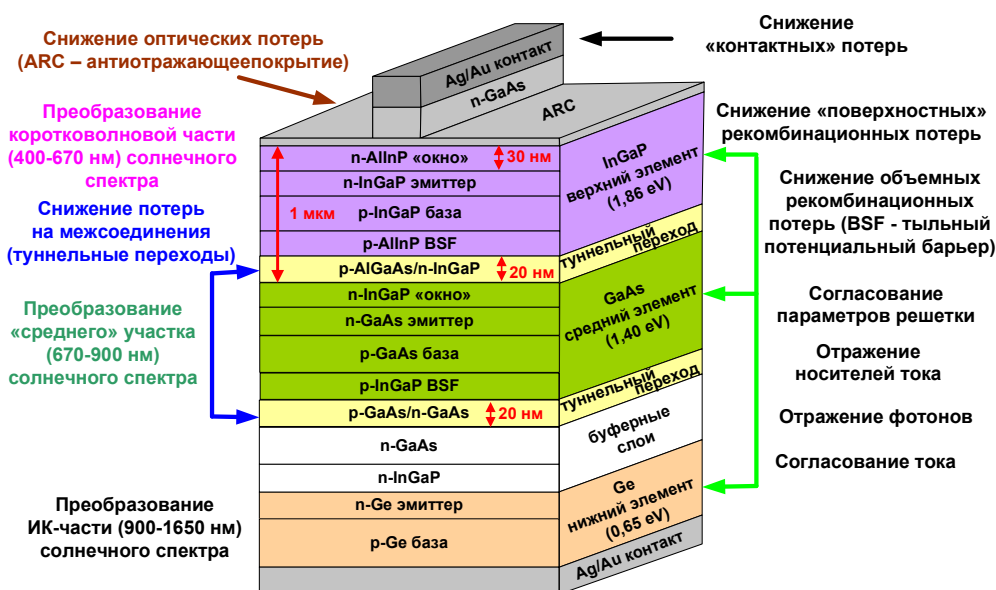 Снижение оптических потерь
(ARC – антиотражающеепокрытие)
Преобразование
коротковолновой части
(400-670 нм) солнечного
спектра
Снижение потерь
на межсоединения
(туннельные переходы)
Преобразование
«среднего» участка
(670-900 нм)
солнечного спектра
Преобразование
ИК-части (900-1650 нм)
солнечного спектра
Ag/Au контакт
n-GaAs
ARC
n-AlInP «окно»
30 нм
n-InGaP эмиттер
1 мкм
p-InGaP база
p-AlInP BSF
p-AlGaAs/n-InGaP
20 нм
n-InGaP «окно»
n-GaAs эмиттер
p-GaAs база
p-InGaP BSF
p-GaAs/n-GaAs
20 нм
n-GaAs
n-InGaP
n-Ge эмиттер
p-Ge база
InGaP
верхний элемент
(1,86 eV)
туннельный переход
GaAs
средний элемент
(1,40 eV)
туннельный переход
буферные
слои
Ge
нижний элемент
(0,65 eV)
Ag/Au контакт
Снижение
«контактных» потерь
Снижение «поверхностных»
рекомбинационных потерь
Снижение объемных
рекомбинационных
потерь (BSF - тыльный
потенциальный барьер)
Согласование
параметров решетки
Отражение
носителей тока
Отражение фотонов
Согласование тока